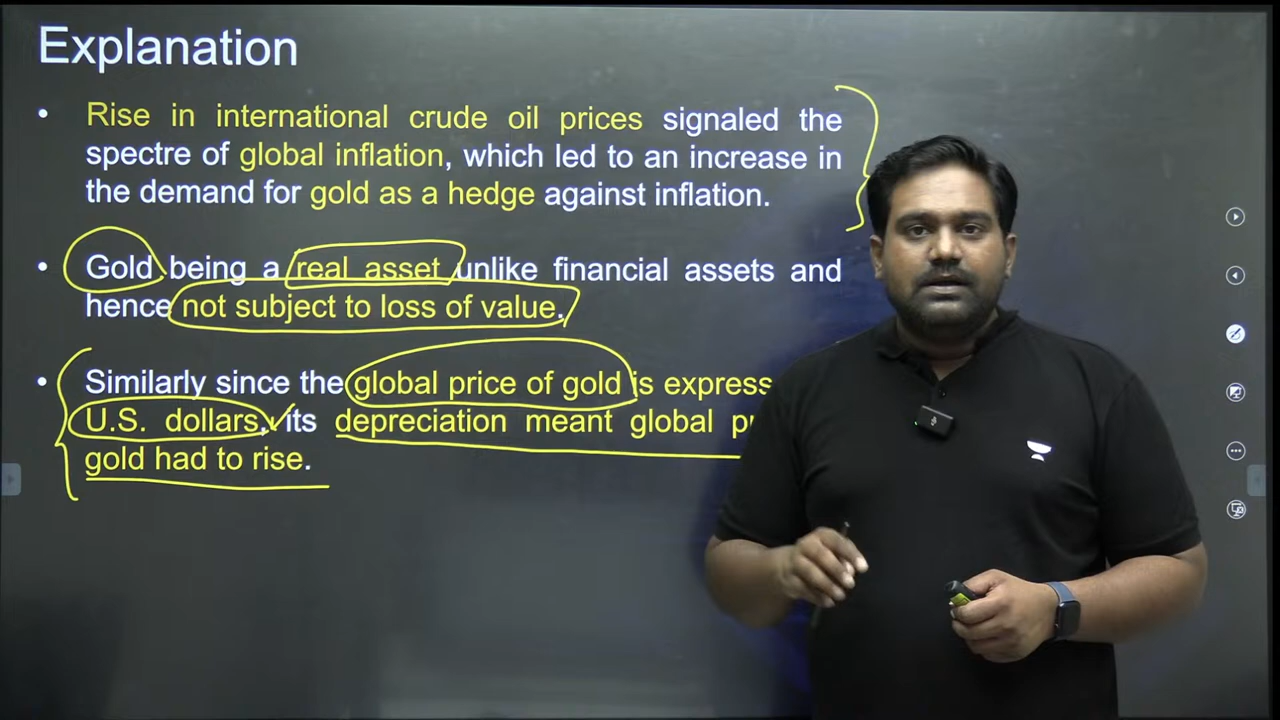 Explanation
• Rise in international crude oil prices signaled the
spectre of global inflation, which led to an increase in
the demand for gold as a hedge against inflation.
• Gold being a real asset unlike financial assets and
hence not subject to loss of value.
• Similarly since the global price of gold is express
U.S. dollars, its depreciation meant global pr
gold had to rise.